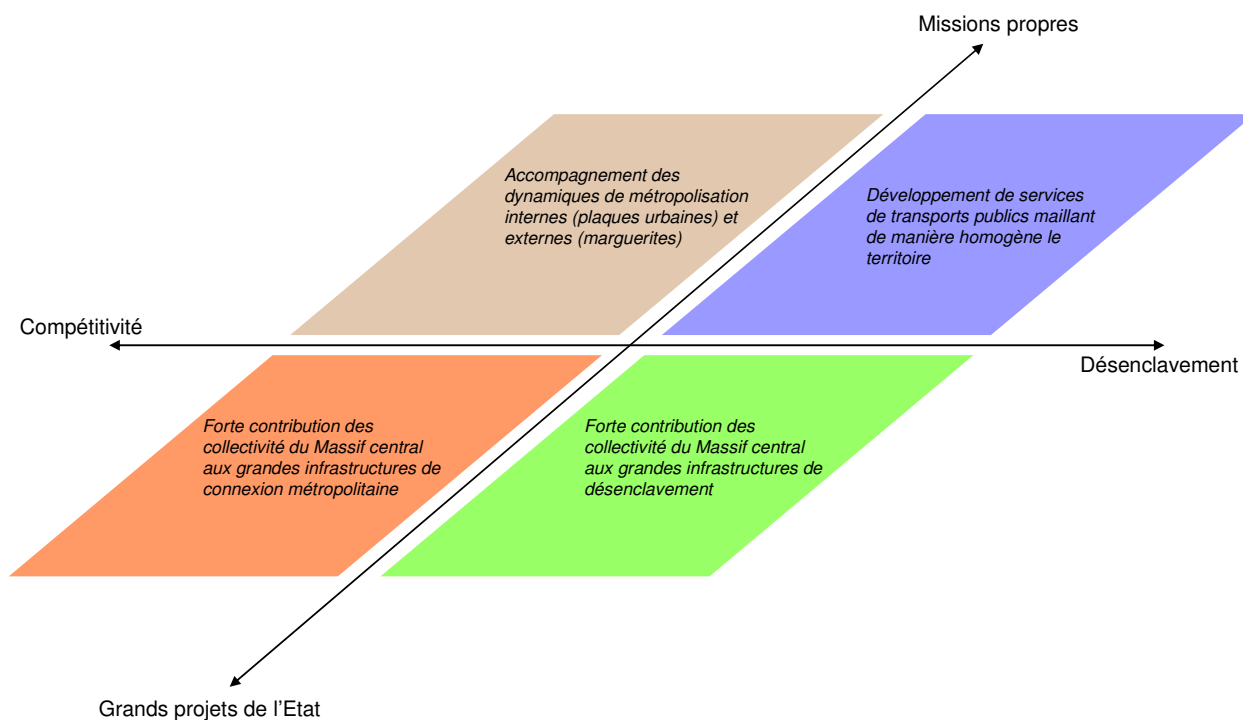 Missions propres
Accompagnement des
dynamiques de métropolisation
internes (plaques urbaines) et
externes (marguerites)
Développement de services
de transports publics maillant
de manière homogène le
territoire
Compétitivité
Désenclavement
Forte contribution des
collectivité du Massif central
aux grandes infrastructures de
connexion métropolitaine
Forte contribution des
collectivité du Massif central
aux grandes infrastructures de
désenclavement
Grands projets de l'Etat